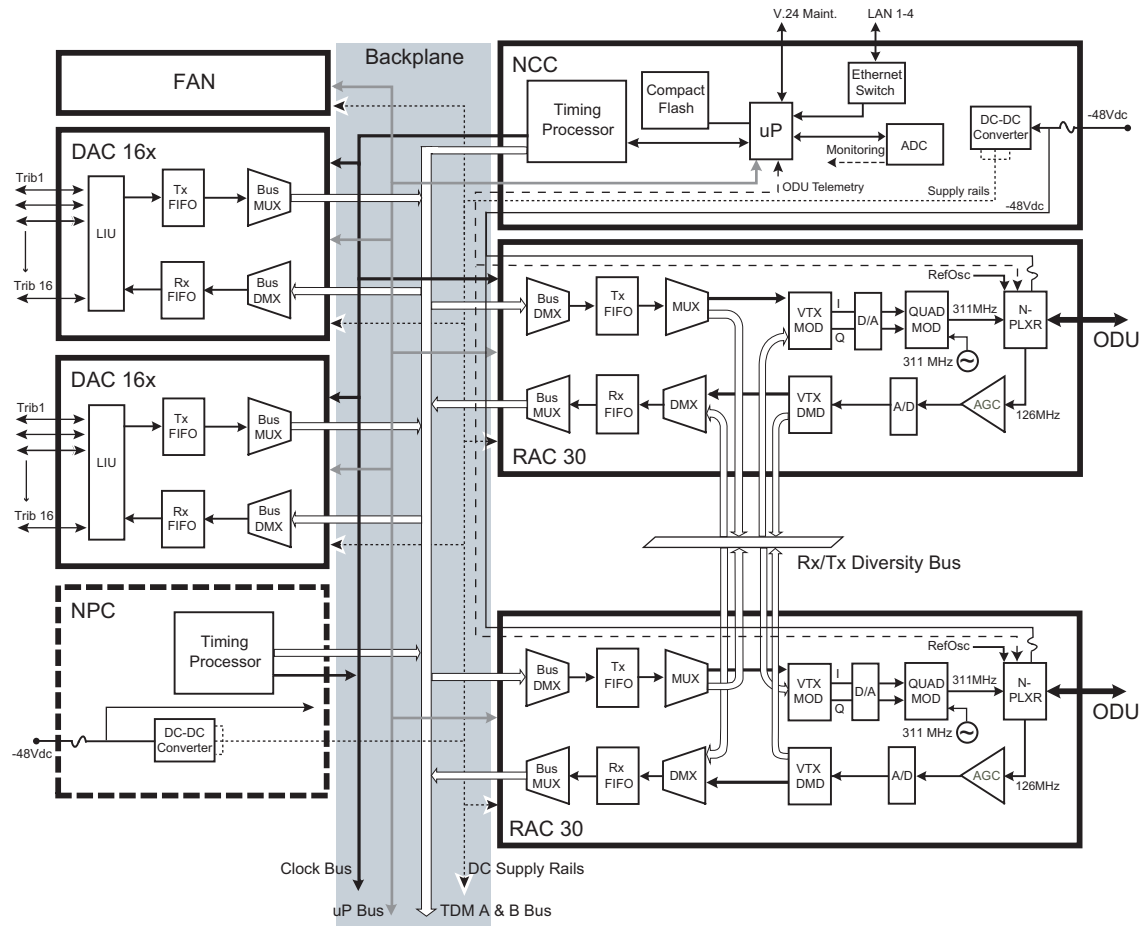 V.24 Maint.
LAN 1-4
Backplane
FAN
NCC
Timing
Processor
Compact
Flash
uP
Ethernet
Switch
ADC
Monitoring
ODU Telemetry
DC-DC
Converter
Supply rails
-48Vdc
-48Vdc
DAC 16x
Trib1
Trib 16
LIU
Tx
FIFO
Bus
MUX
Rx
FIFO
Bus
DMX
Bus
DMX
Tx
FIFO
MUX
VTX
MOD
I
Q
D/A
QUAD
MOD
311MHz
311 MHz
RefOsc
N-
PLXR
ODU
Bus
MUX
Rx
FIFO
DMX
VTX
DMD
A/D
AGC
126MHz
RAC 30
DAC 16x
Trib1
Trib 16
LIU
Tx
FIFO
Bus
MUX
Rx
FIFO
Bus
DMX
Rx/Tx Diversity Bus
NPC
Timing
Processor
DC-DC
Converter
-48Vdc
Bus
DMX
Tx
FIFO
MUX
VTX
MOD
I
Q
D/A
QUAD
MOD
311MHz
311 MHz
RefOsc
N-
PLXR
ODU
Bus
MUX
Rx
FIFO
DMX
VTX
DMD
A/D
AGC
126MHz
RAC 30
Clock Bus
DC Supply Rails
uP Bus
TDM A & B Bus